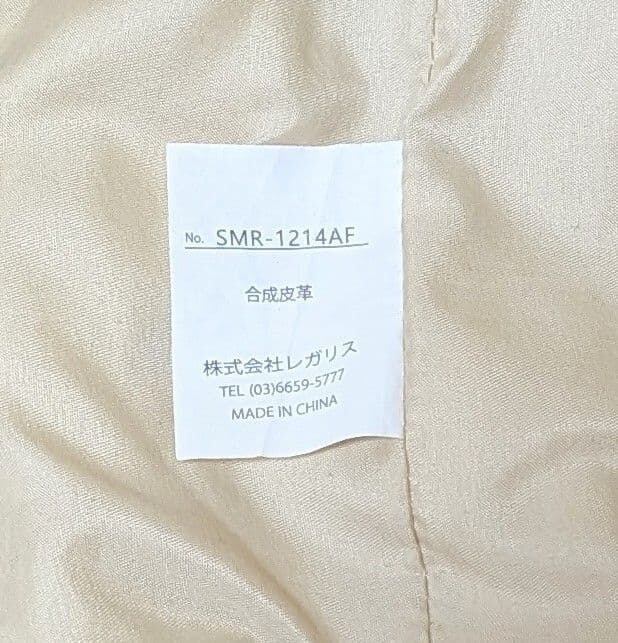 No. SMR-1214AF
合成皮革
株式会社レガリス
TEL (03)6659-5777
MADE IN CHINA